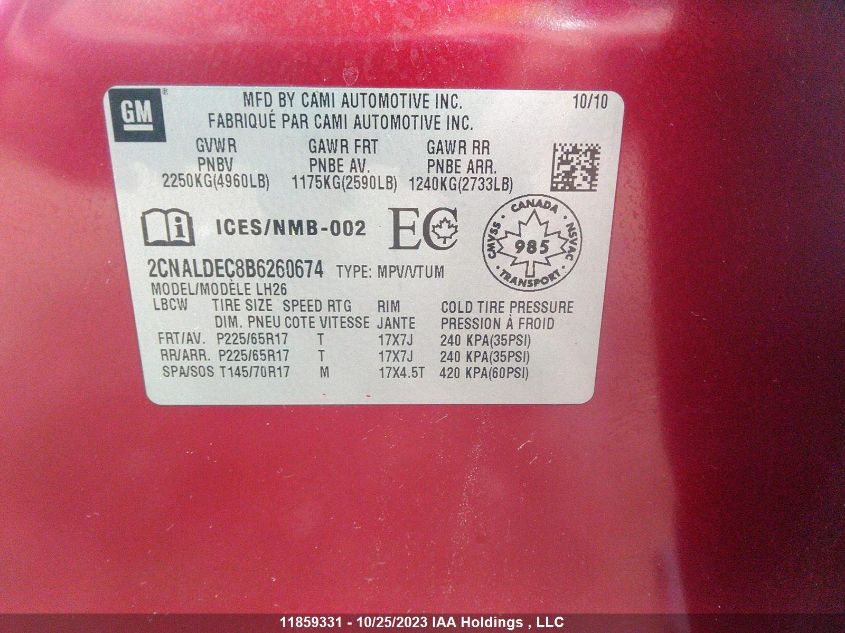 GM
MFD BY CAMI AUTOMOTIVE INC. 10/10
FABRIQUÉ PAR CAMI AUTOMOTIVE INC.
GVWR GAWR FRT GAWR RR
PNBV PNBE AV. PNBE ARR.
2250KG(4960LB) 1175KG(2590LB) 1240KG(2733LB)
ICES/NMB-002 EC
CANADA
CMVSS 985 NSVAC
TRANSPORT
2CNALDEC8B6260674 TYPE: MPV/VTUM
MODEL/MODÈLE LH26
LBCW TIRE SIZE SPEED RTG RIM COLD TIRE PRESSURE
DIM. PNEU COTE VITESSE JANTE PRESSION À FROID
FRT/AV. P225/65R17 T 17X7J 240 KPA(35PSI)
RR/ARR. P225/65R17 T 17X7J 240 KPA(35PSI)
SPA/SOS T145/70R17 M 17X4.5T 420 KPA(60PSI)
11859331 - 10/25/2023 IAA Holdings , LLC